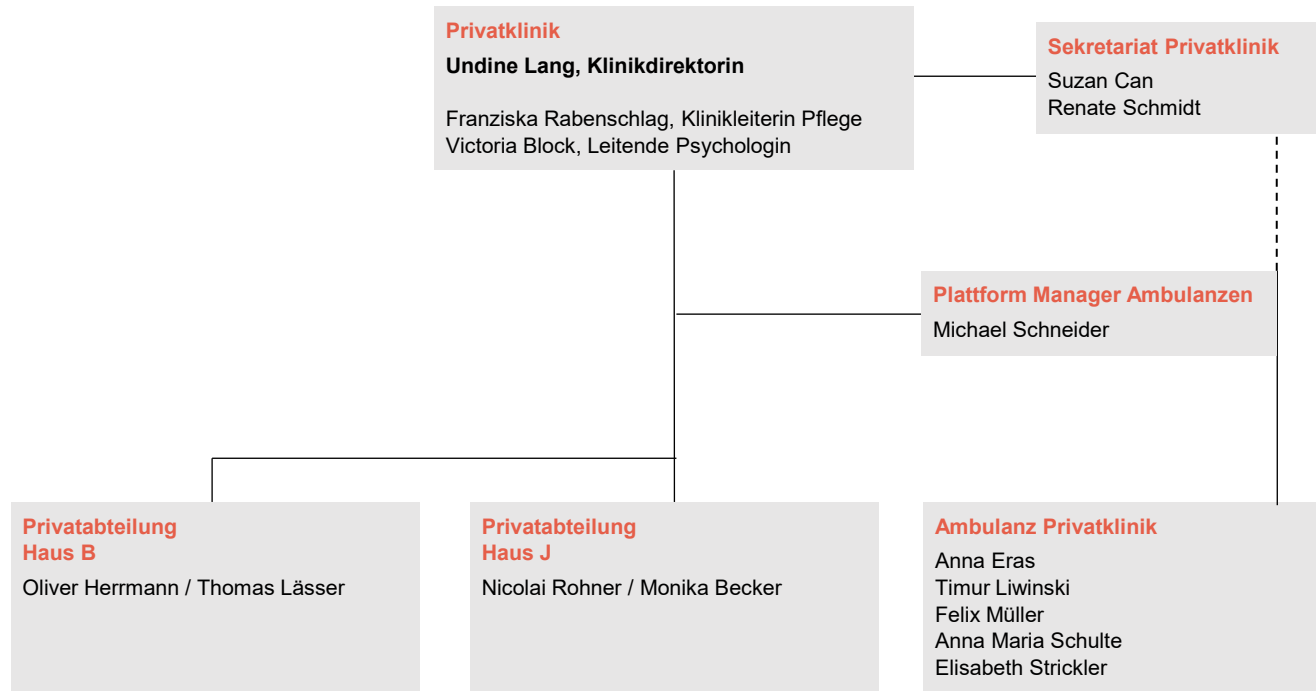 Privatklinik
Undine Lang, Klinikdirektorin
Franziska Rabenschlag, Klinikleiterin Pflege
Victoria Block, Leitende Psychologin
Sekretariat Privatklinik
Suzan Can
Renate Schmidt
Plattform Manager Ambulanzen
Michael Schneider
Privatabteilung
Haus B
Oliver Herrmann / Thomas Lässer
Privatabteilung
Haus J
Nicolai Rohner / Monika Becker
Ambulanz Privatklinik
Anna Eras
Timur Liwinski
Felix Müller
Anna Maria Schulte
Elisabeth Strickler